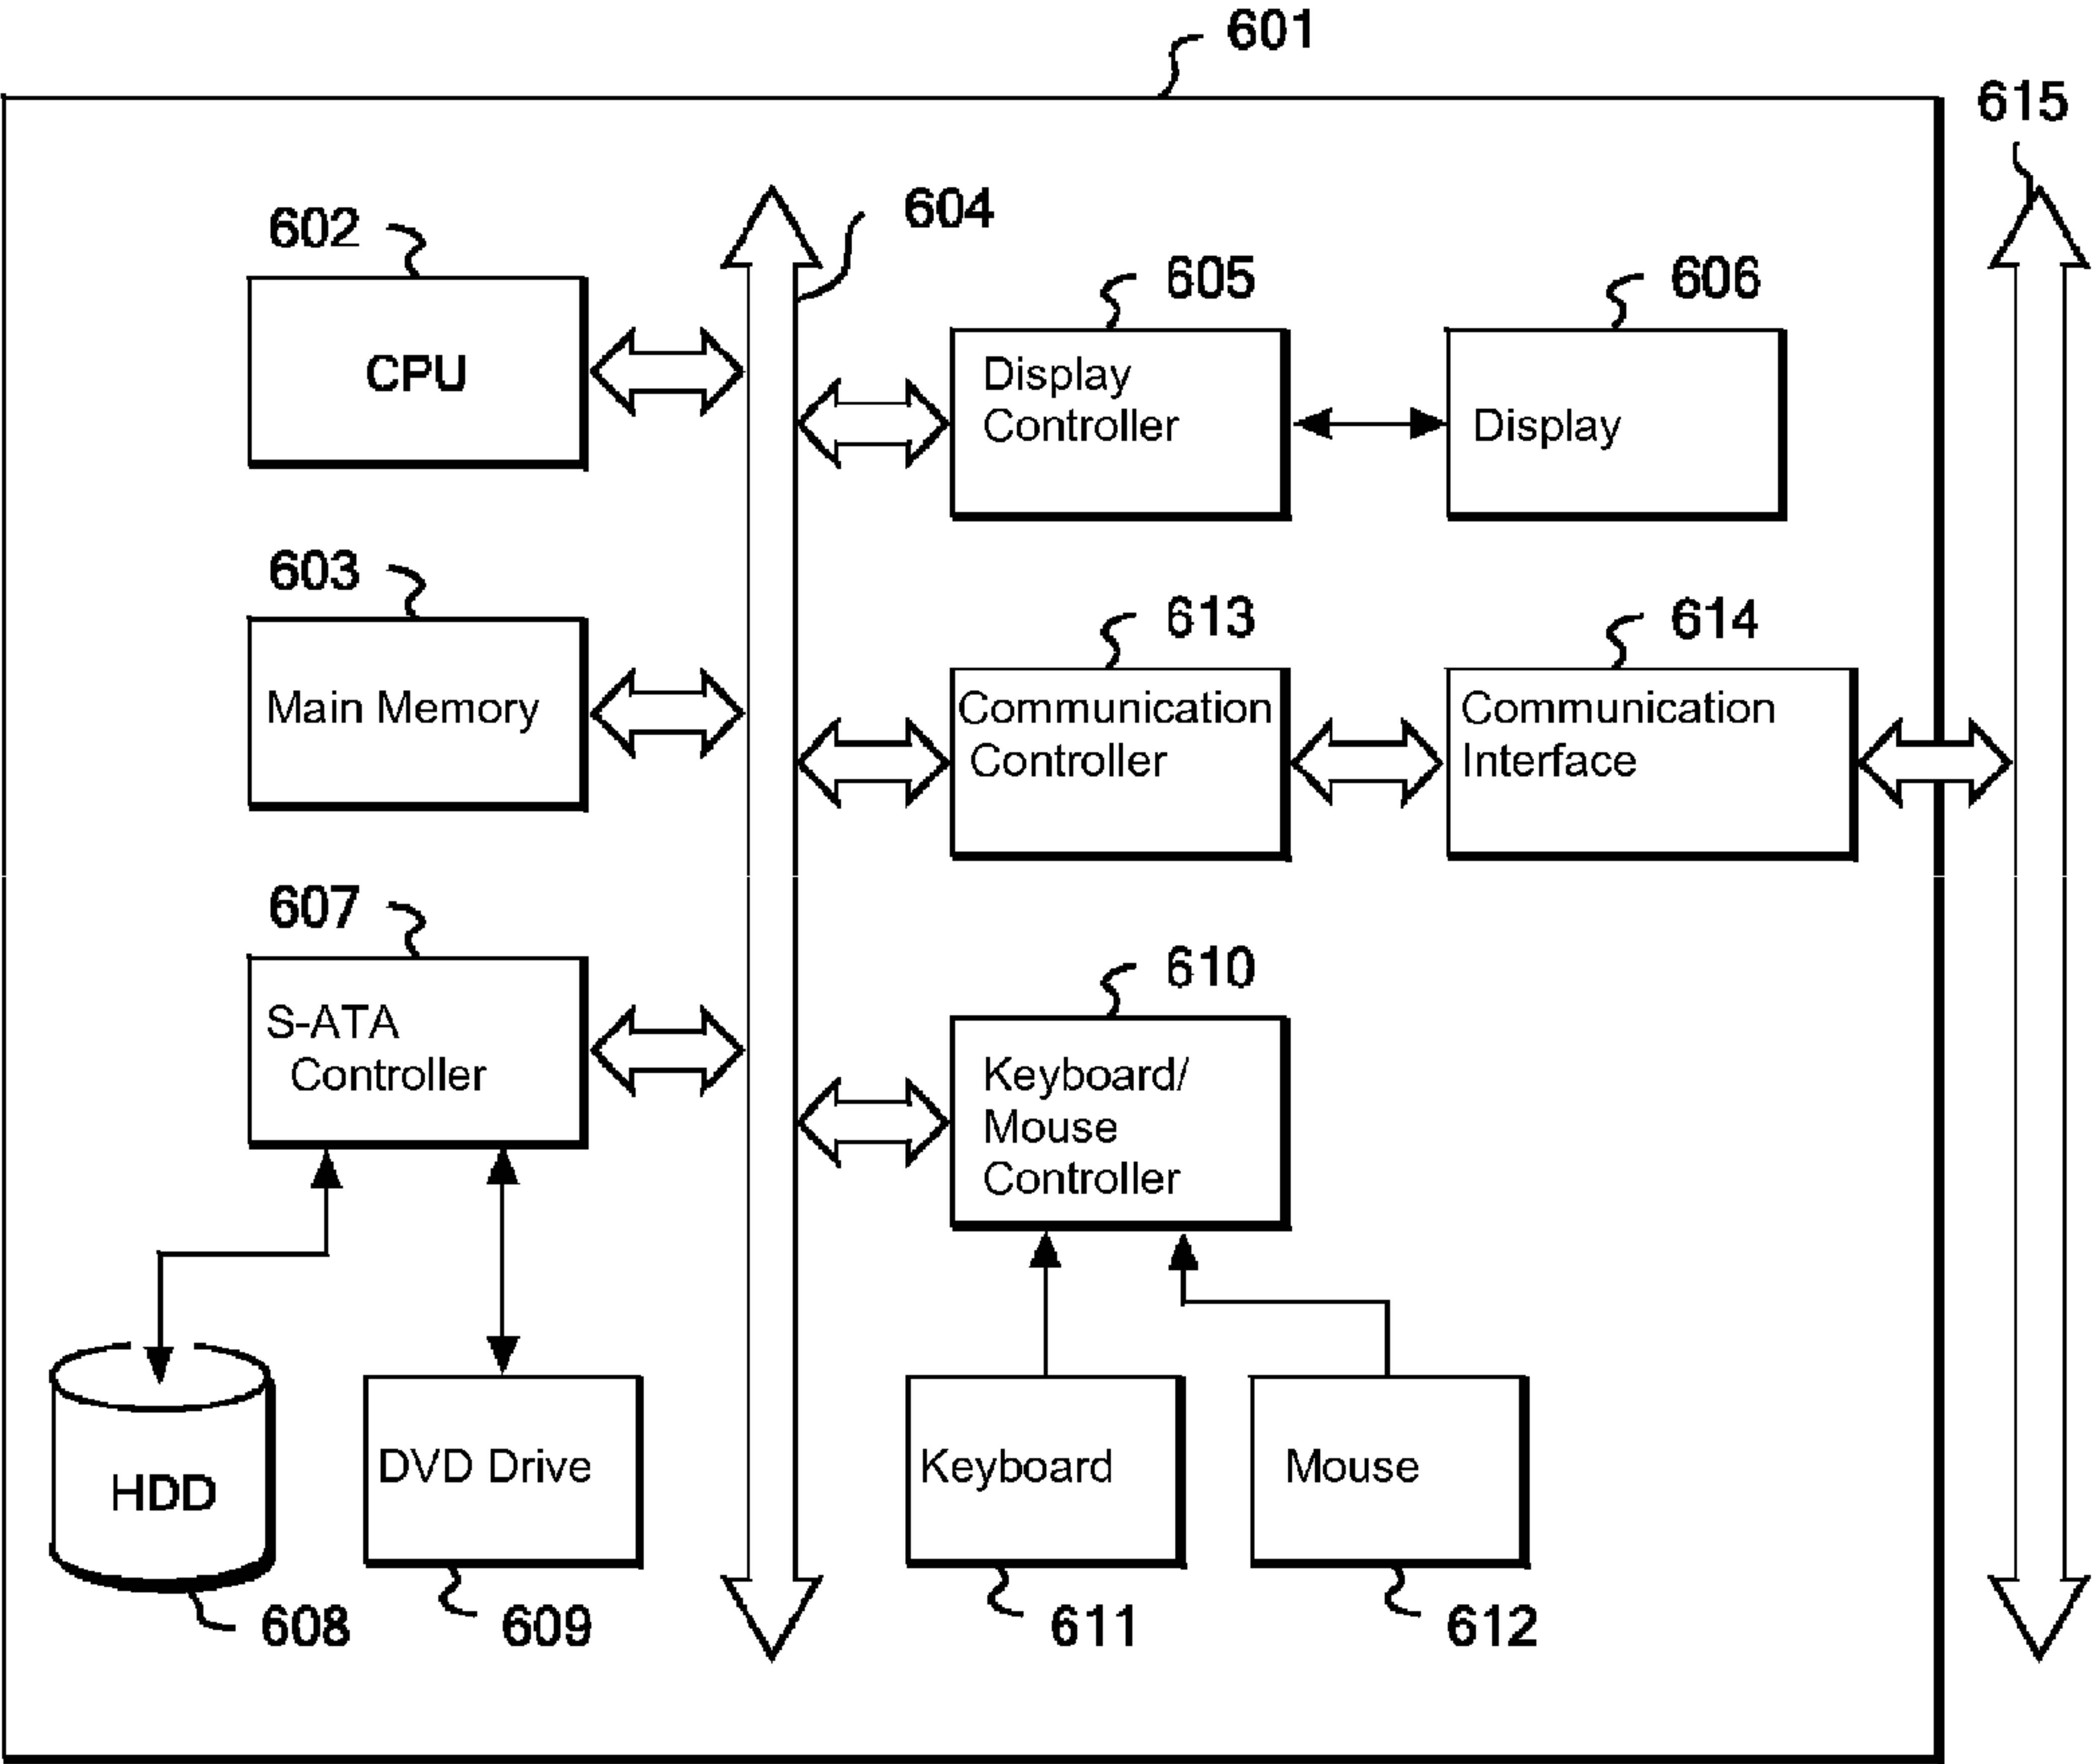 601
615
602
604
605
606
CPU
Display
Controller
Display
603
613
614
Main Memory
Communication
Controller
Communication
Interface
607
610
S-ATA
Controller
Keyboard/
Mouse
Controller
HDD
DVD Drive
Keyboard
Mouse
608
609
611
612